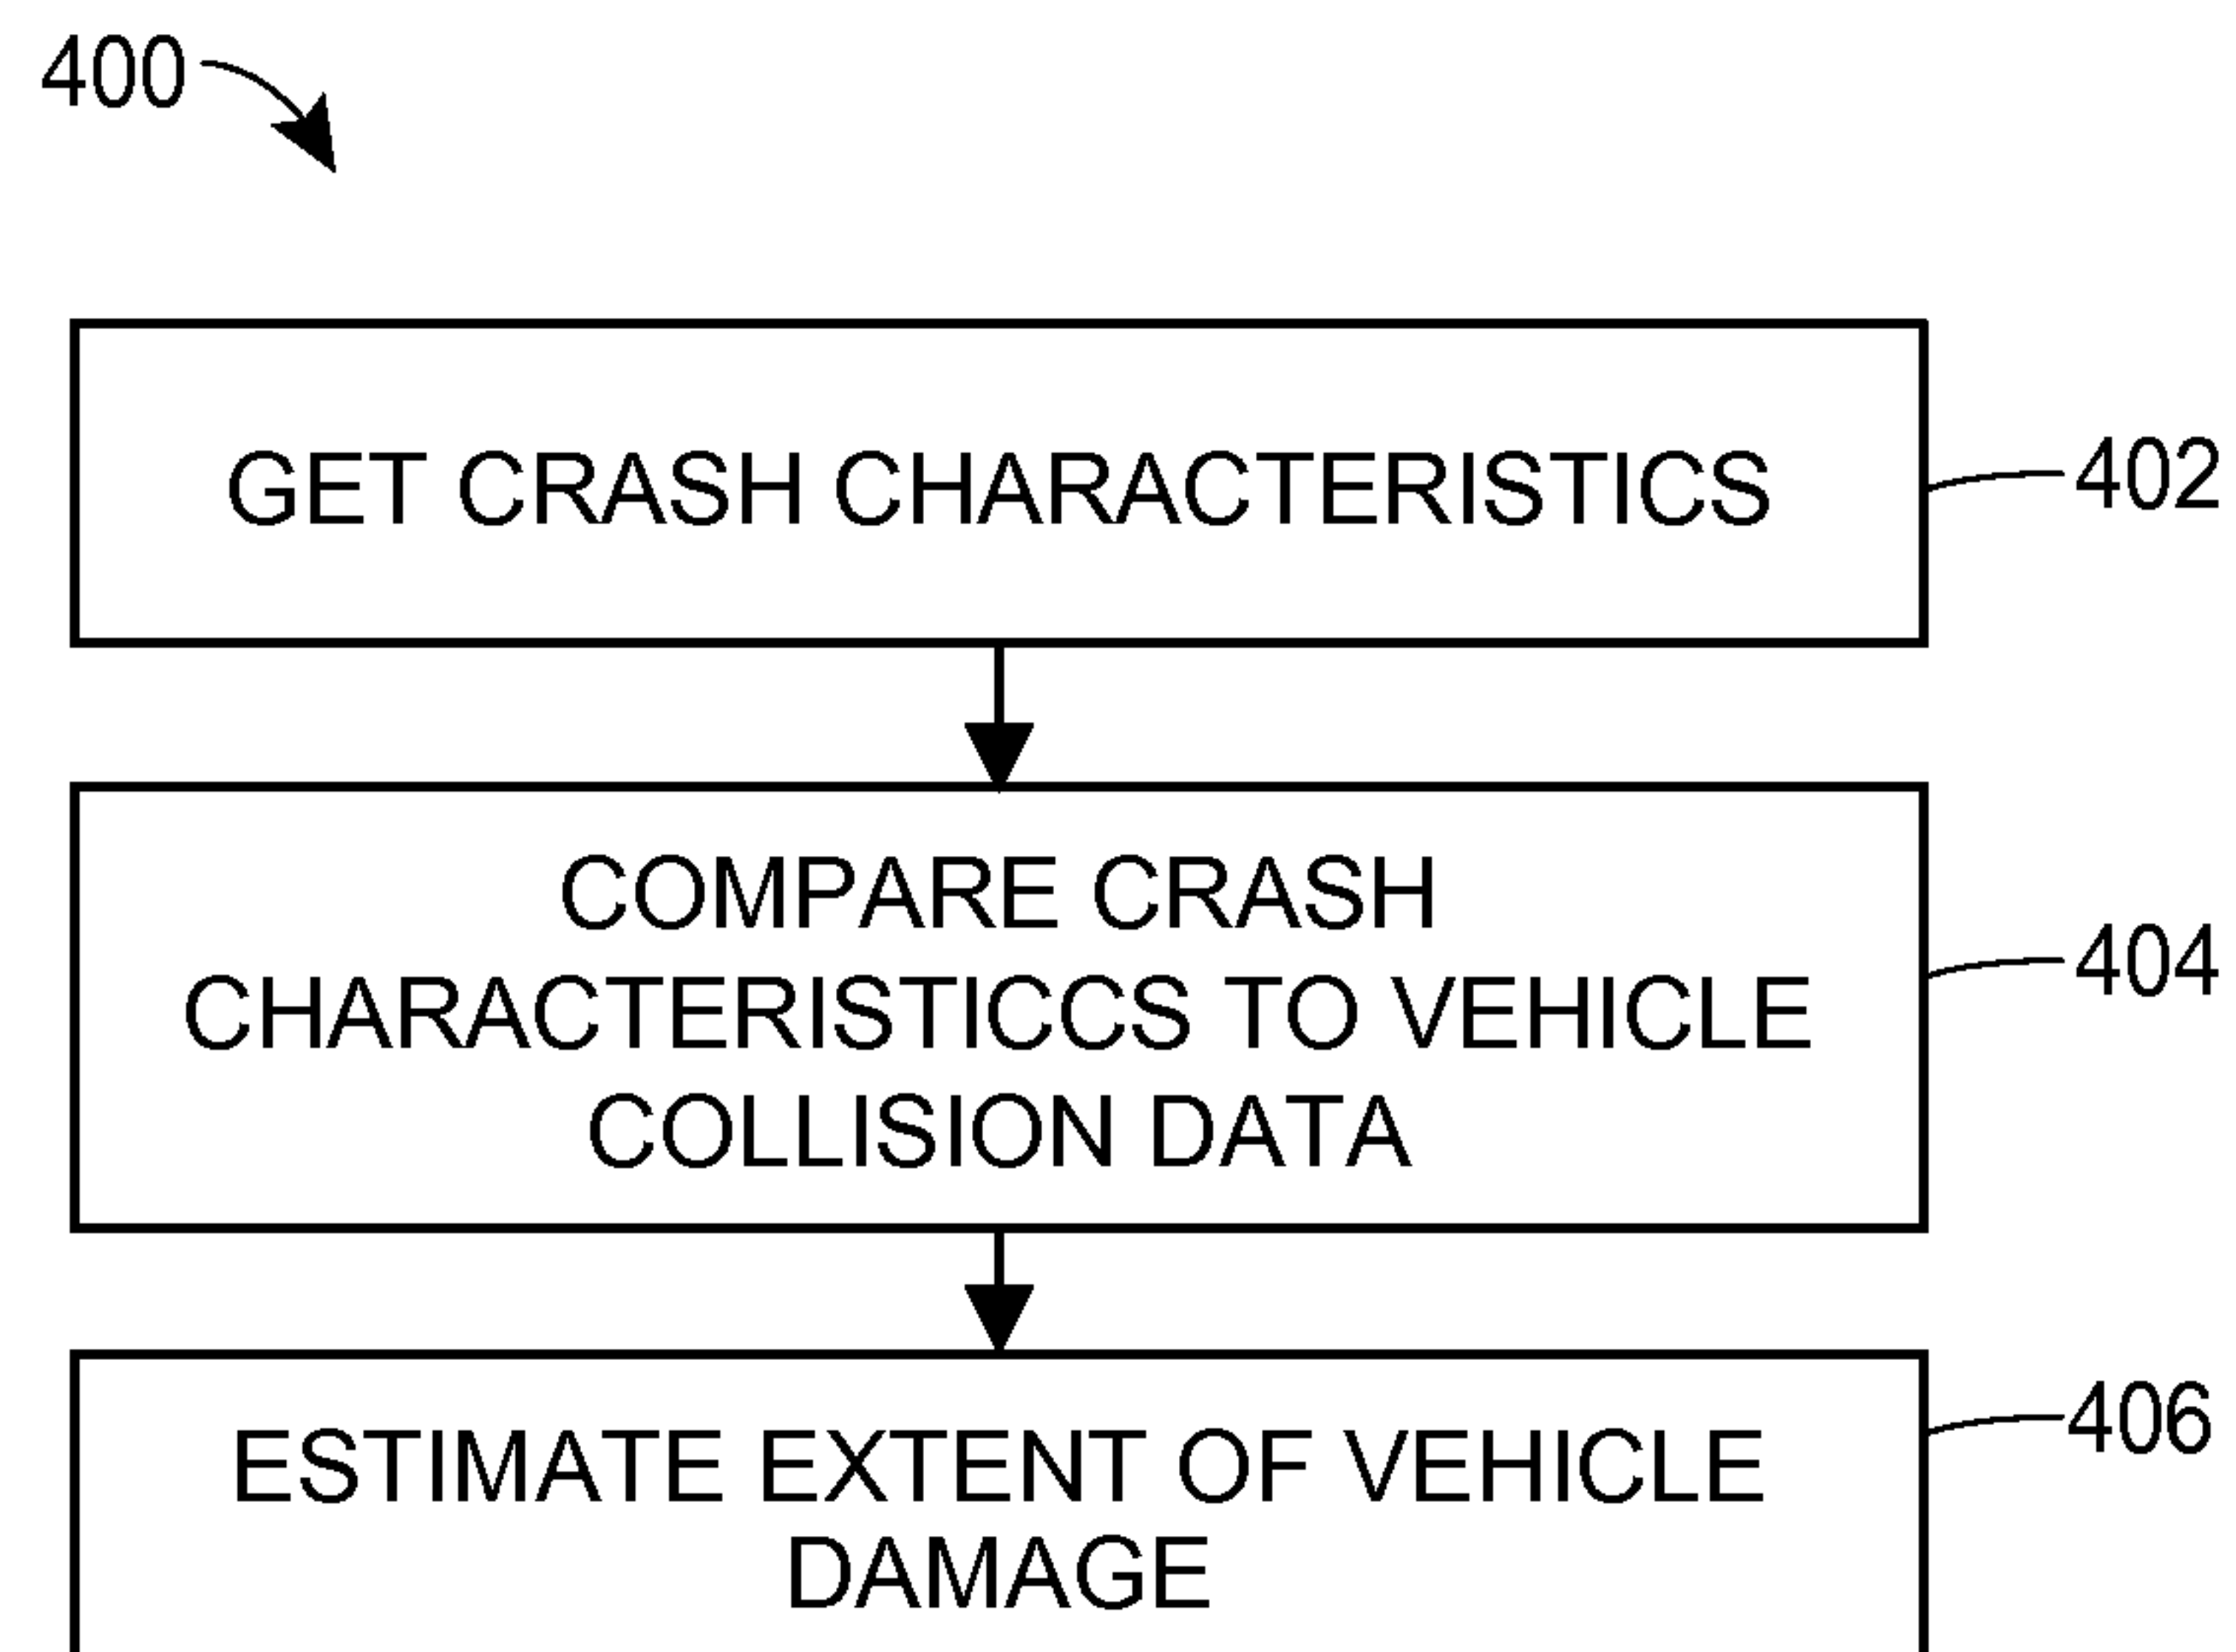 400
GET CRASH CHARACTERISTICS
402
COMPARE CRASH
CHARACTERISTICCS TO VEHICLE
COLLISION DATA
404
ESTIMATE EXTENT OF VEHICLE
DAMAGE
406